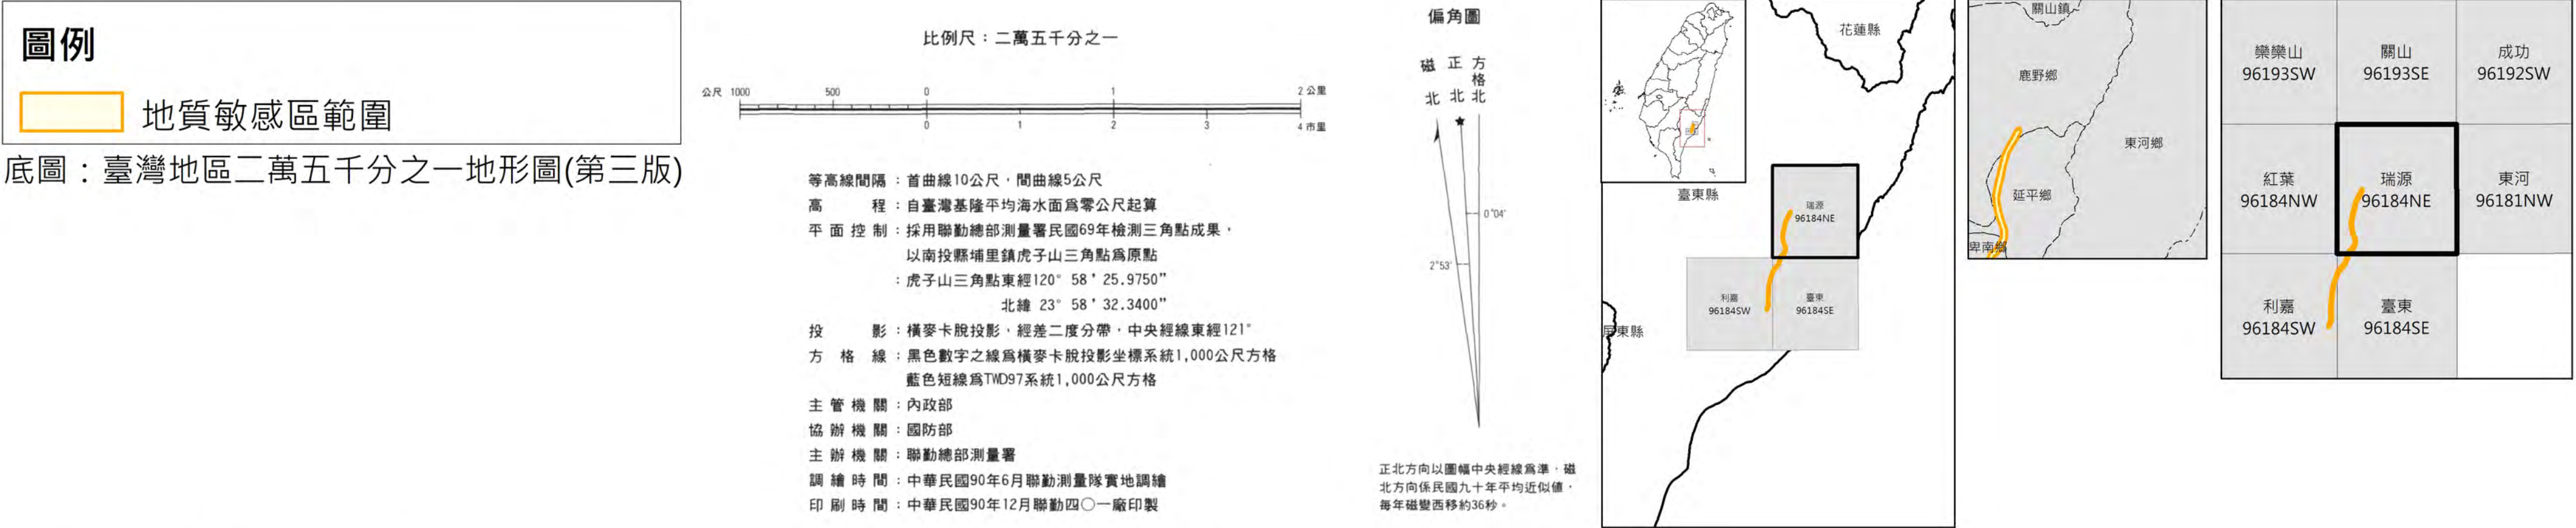 圖例
地質敏感區範圍
底圖：臺灣地區二萬五千分之一地形圖(第三版)
比例尺：二萬五千分之一
公尺 1000 500 0 1 2 公里
0 1 2 3 4 市里
等高線間隔：首曲線10公尺，間曲線5公尺
高程：自臺灣基隆平均海水面為零公尺起算
平面控制：採用聯勤總部測量署民國69年檢測三角點成果，
以南投縣埔里鎮虎子山三角點為原點
：虎子山三角點東經120° 58' 25.9750"
北緯 23° 58' 32.3400"
投影：橫麥卡脫投影，經差二度分帶，中央經線東經121°
方格線：黑色數字之線為橫麥卡脫投影坐標系統1,000公尺方格
藍色短線為TWD97系統1,000公尺方格
主管機關：內政部
協辦機關：國防部
主辦機關：聯勤總部測量署
調繪時間：中華民國90年6月聯勤測量隊實地調繪
印刷時間：中華民國90年12月聯勤四〇一廠印製
偏角圖
磁北
正北
方格北
0°04'
2°53'
正北方向以圖幅中央經線為準，磁
北方向係民國九十年平均近似值，
每年磁變西移約36秒。
花蓮縣
臺東縣
屏東縣
瑞源
96184NE
利嘉
96184SW
臺東
96184SE
關山鎮
鹿野鄉
東河鄉
延平鄉
卑南鄉
欒欒山
96193SW
關山
96193SE
成功
96192SW
紅葉
96184NW
瑞源
96184NE
東河
96181NW
利嘉
96184SW
臺東
96184SE